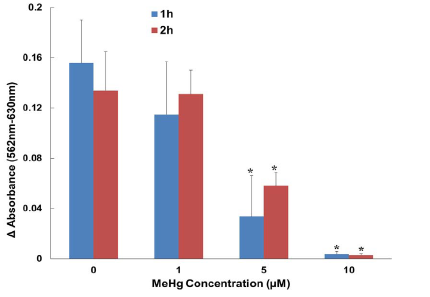 0.2
1h
2h
0.16
0.12
0.08
0.04
0
Δ Absorbance (562nm-630nm)
* *
* *
0 1 5 10
MeHg Concentration (µM)